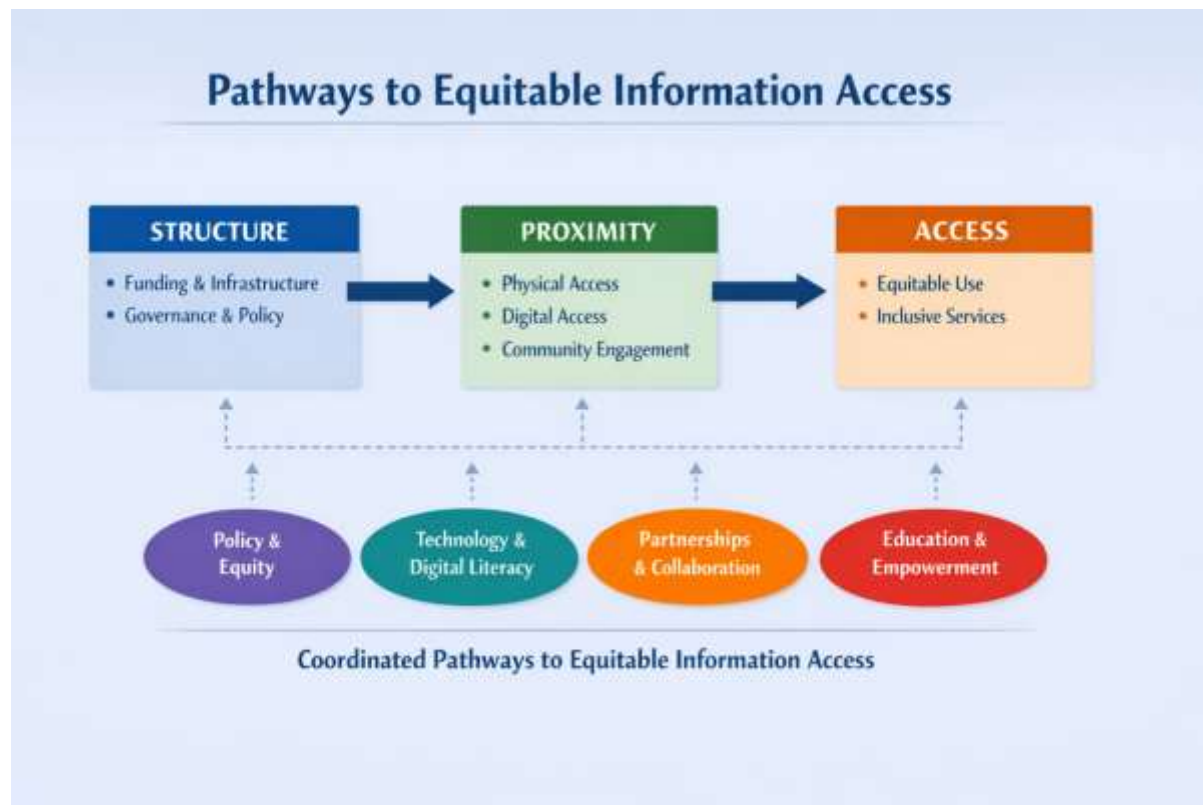 Pathways to Equitable Information Access
STRUCTURE
• Funding & Infrastructure
• Governance & Policy
PROXIMITY
• Physical Access
• Digital Access
• Community Engagement
ACCESS
• Equitable Use
• Inclusive Services
Policy &
Equity
Technology &
Digital Literacy
Partnerships
& Collaboration
Education &
Empowerment
Coordinated Pathways to Equitable Information Access